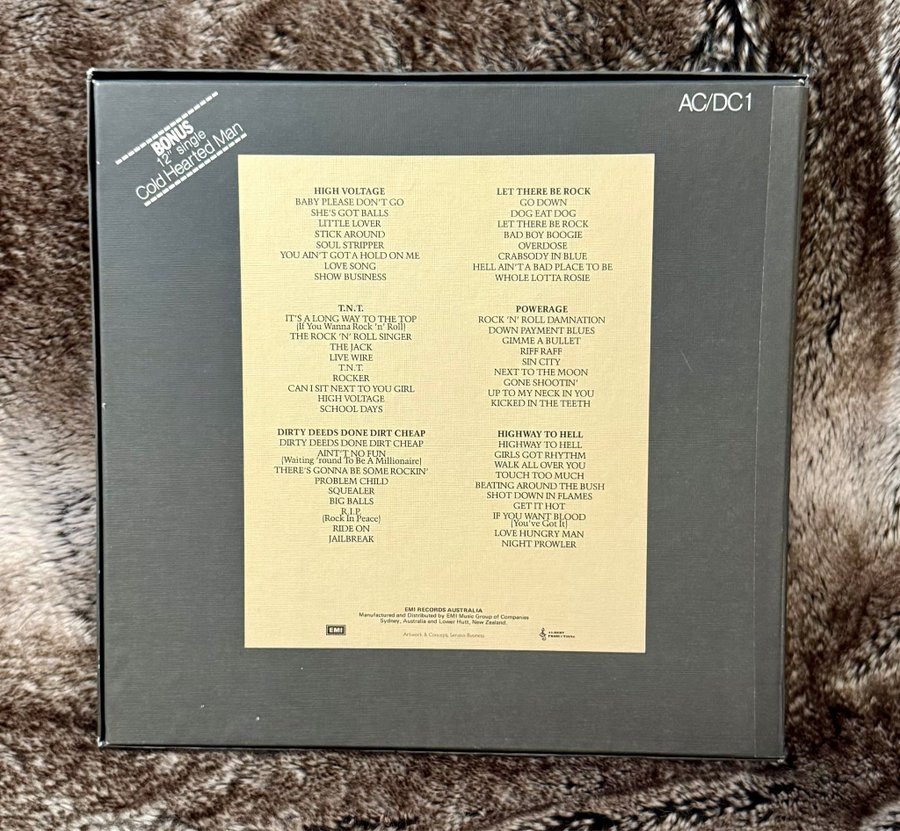 AC/DC1
BONUS
12" single
Cold Hearted Man
HIGH VOLTAGE
BABY PLEASE DON'T GO
SHE'S GOT BALLS
LITTLE LOVER
STICK AROUND
SOUL STRIPPER
YOU AIN'T GOT A HOLD ON ME
LOVE SONG
SHOW BUSINESS
T.N.T.
IT'S A LONG WAY TO THE TOP
(If You Wanna Rock 'n' Roll)
THE ROCK 'N' ROLL SINGER
THE JACK
LIVE WIRE
T.N.T.
ROCKER
CAN I SIT NEXT TO YOU GIRL
HIGH VOLTAGE
SCHOOL DAYS
DIRTY DEEDS DONE DIRT CHEAP
DIRTY DEEDS DONE DIRT CHEAP
AIN'T NO FUN
(Waiting 'round To Be A Millionaire)
THERE'S GONNA BE SOME ROCKIN'
PROBLEM CHILD
SQUEALER
BIG BALLS
R.I.P.
(Rock In Peace)
RIDE ON
JAILBREAK
LET THERE BE ROCK
GO DOWN
DOG EAT DOG
LET THERE BE ROCK
BAD BOY BOOGIE
OVERDOSE
CRABSODY IN BLUE
HELL AIN'T A BAD PLACE TO BE
WHOLE LOTTA ROSIE
POWERAGE
ROCK 'N' ROLL DAMNATION
DOWN PAYMENT BLUES
GIMME A BULLET
RIFF RAFF
SIN CITY
NEXT TO THE MOON
GONE SHOOTIN'
UP TO MY NECK IN YOU
KICKED IN THE TEETH
HIGHWAY TO HELL
HIGHWAY TO HELL
GIRLS GOT RHYTHM
WALK ALL OVER YOU
TOUCH TOO MUCH
BEATING AROUND THE BUSH
SHOT DOWN IN FLAMES
GET IT HOT
IF YOU WANT BLOOD
(You've Got It)
LOVE HUNGRY MAN
NIGHT PROWLER
EMI RECORDS AUSTRALIA
Manufactured and Distributed by EMI Music Group of Companies
Sydney, Australia and Lower Hutt, New Zealand.
EMI
Artwork & Concept, Service Business
ALBERT
PRODUCTIONS